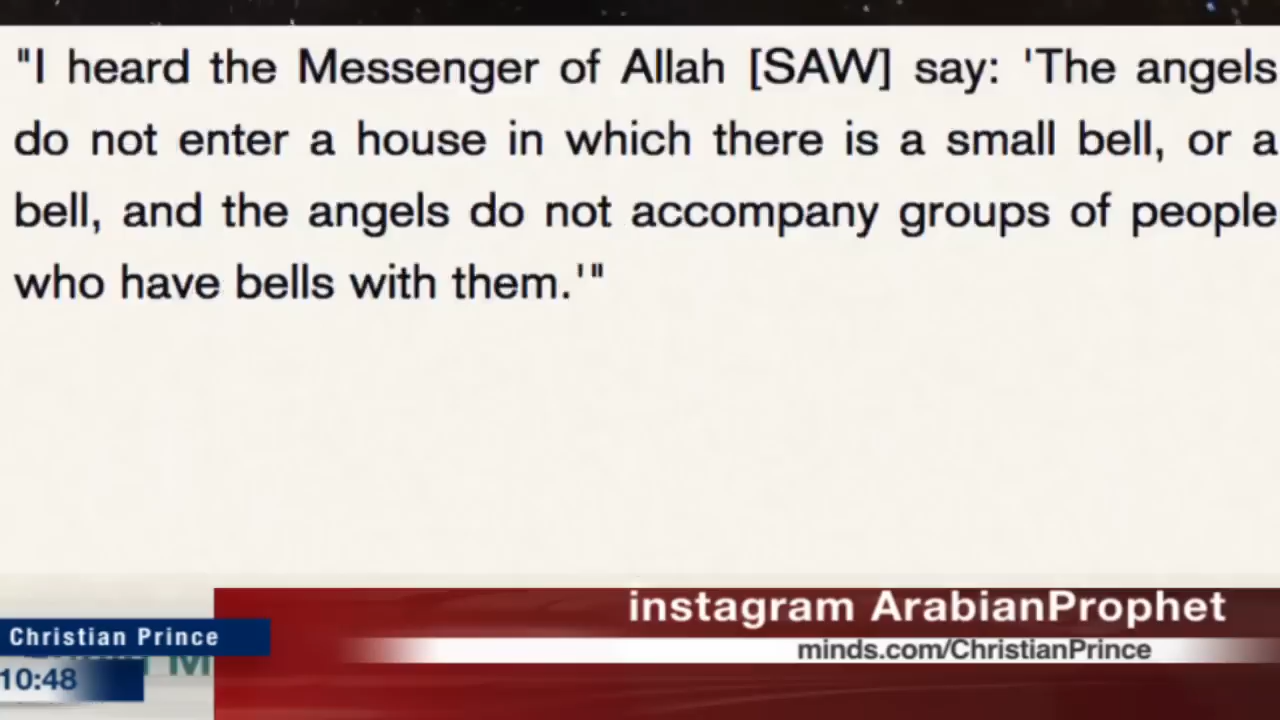 "I heard the Messenger of Allah [SAW] say: 'The angels
do not enter a house in which there is a small bell, or a
bell, and the angels do not accompany groups of people
who have bells with them.'"
instagram ArabianProphet
Christian Prince
minds.com/ChristianPrince
10:48